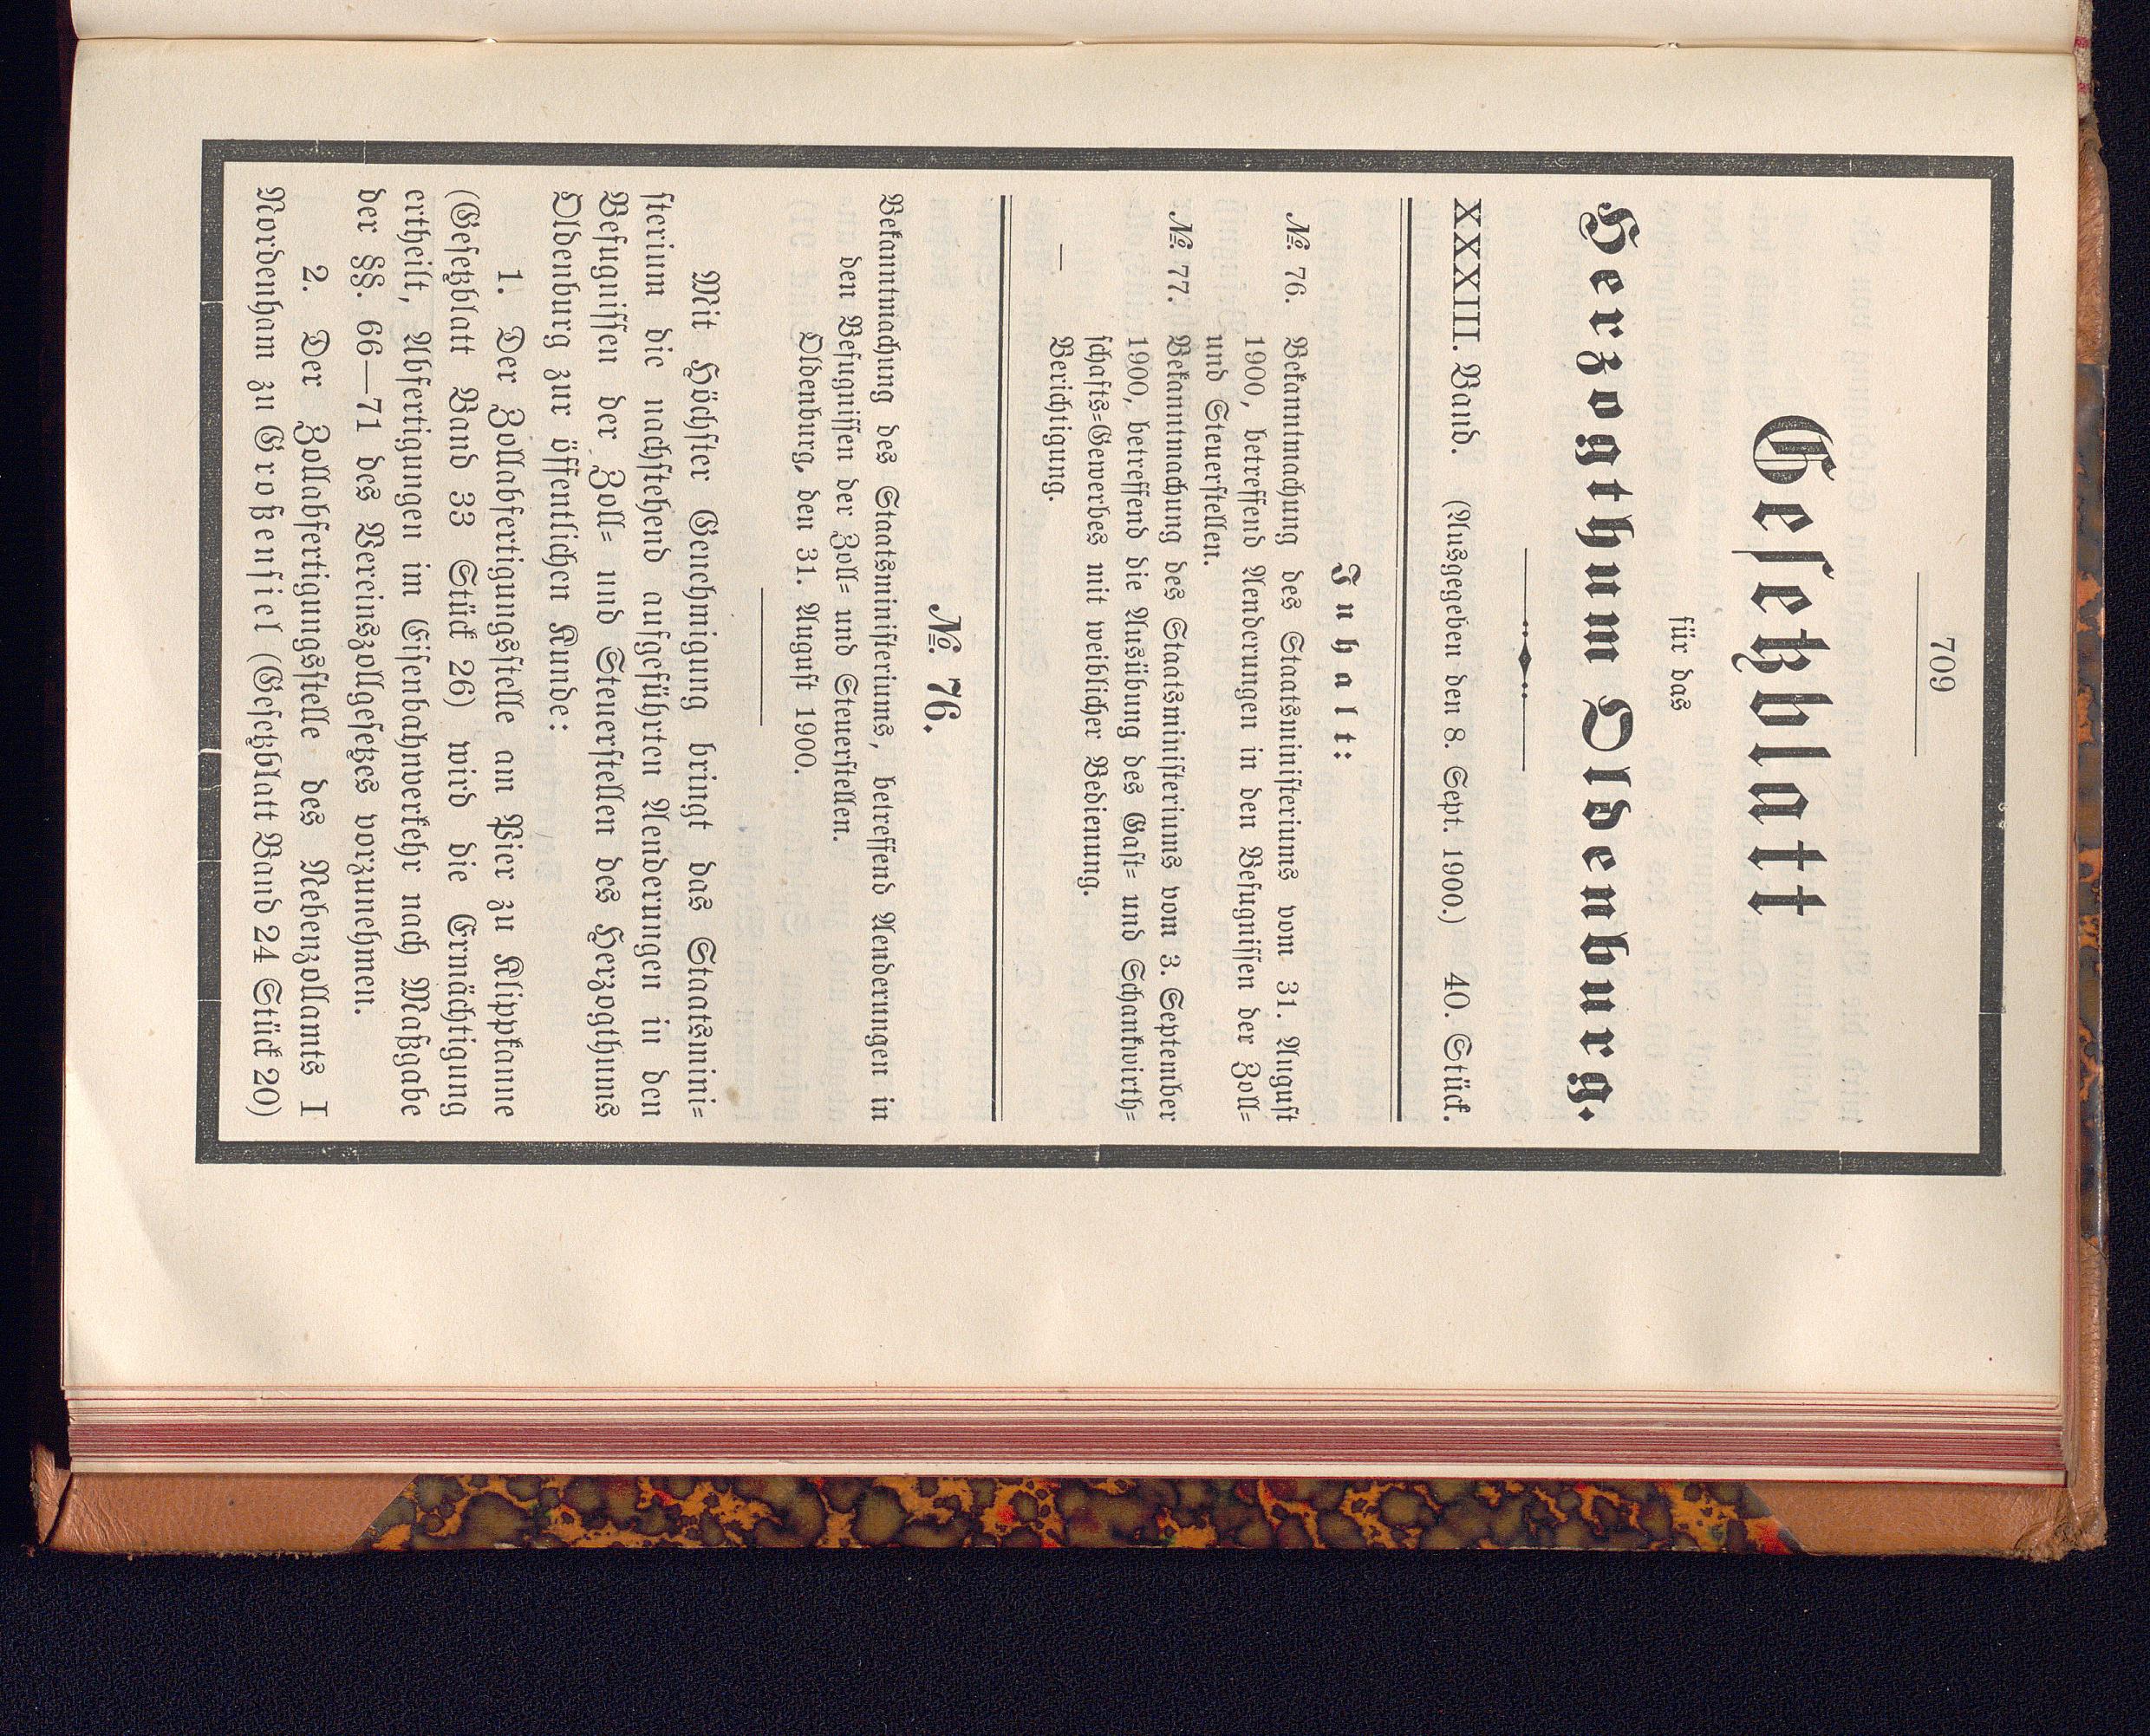 709
Gesetzblatt
für das
Herzogthum Oldenburg.
XXXIII. Band. (Ausgegeben den 8. Sept. 1900.) 40. Stück.
Inhalt:
№. 76. Bekanntmachung des Staatsministeriums vom 31. August
1900, betreffend Aenderungen in den Befugnissen der Zoll-
und Steuerstellen.
№. 77. Bekanntmachung des Staatsministeriums vom 3. September
1900, betreffend die Ausübung des Gast- und Schankwirth-
schafts-Gewerbes mit weiblicher Bedienung.
— Berichtigung.
№. 76.
Bekanntmachung des Staatsministeriums, betreffend Aenderungen in
den Befugnissen der Zoll- und Steuerstellen.
Oldenburg, den 31. August 1900.
Mit Höchster Genehmigung bringt das Staatsmini-
sterium die nachstehend aufgeführten Aenderungen in den
Befugnissen der Zoll- und Steuerstellen des Herzogthums
Oldenburg zur öffentlichen Kunde:
1. Der Zollabfertigungsstelle am Pier zu Klippkanne
(Gesetzblatt Band 33 Stück 26) wird die Ermächtigung
ertheilt, Abfertigungen im Eisenbahnverkehr nach Maßgabe
der §§. 66—71 des Vereinszollgesetzes vorzunehmen.
2. Der Zollabfertigungsstelle des Nebenzollamts I
Nordenham zu Großensiel (Gesetzblatt Band 24 Stück 20)